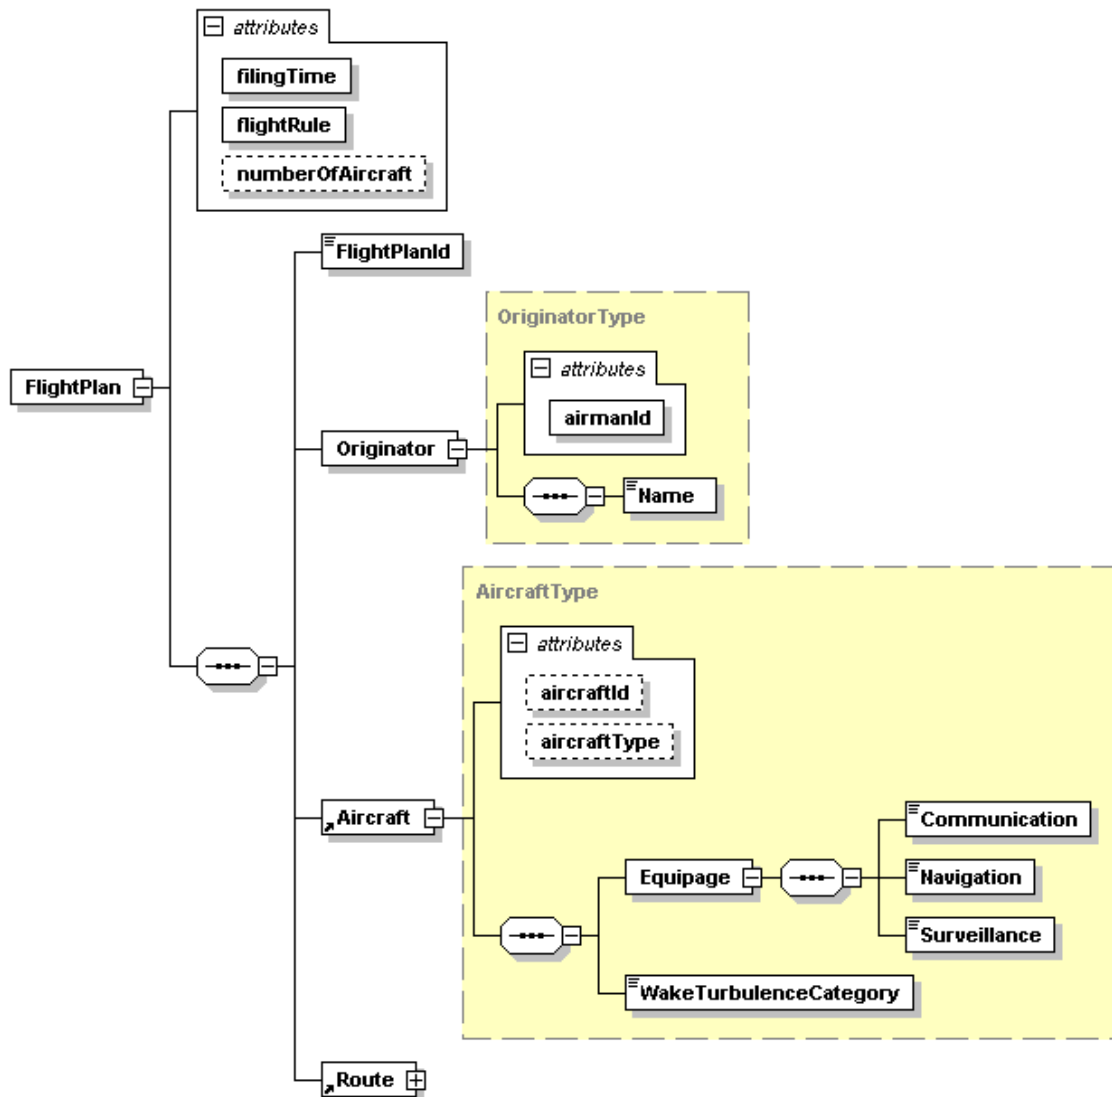 attributes
filingTime
flightRule
numberOfAircraft
FlightPlanId
OriginatorType
attributes
airmanId
FlightPlan
Originator
Name
AircraftType
attributes
aircraftId
aircraftType
Aircraft
Communication
Equipage
Navigation
Surveillance
WakeTurbulenceCategory
Route